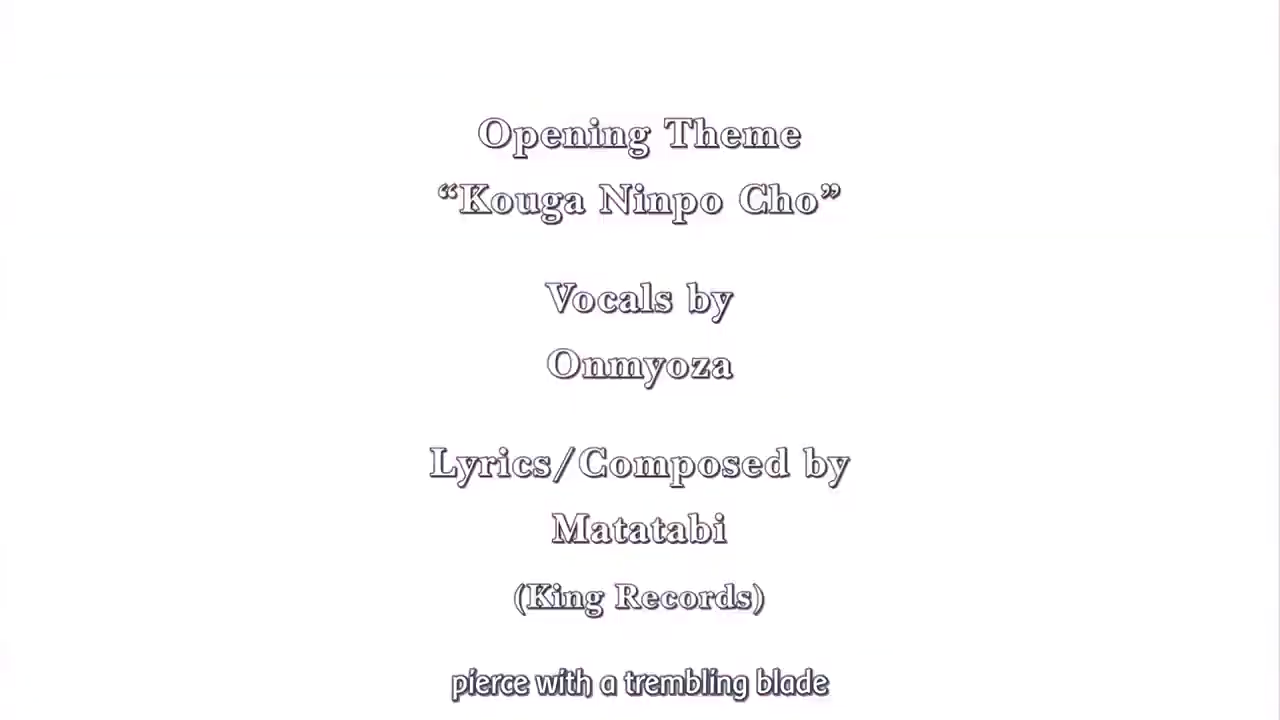 Opening Theme
“Kouga Ninpo Cho”
Vocals by
Onmyoza
Lyrics/Composed by
Matatabi
(King Records)
pierce with a trembling blade